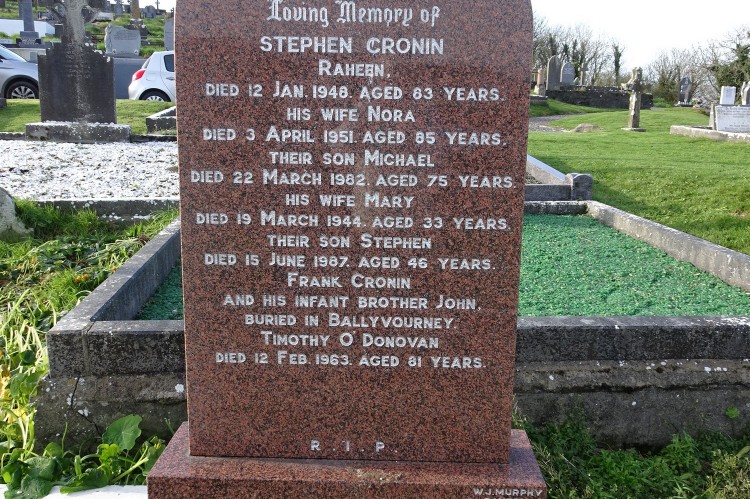 Loving Memory of
STEPHEN CRONIN
RAHEEN,
DIED 12 JAN. 1948. AGED 83 YEARS.
HIS WIFE NORA
DIED 3 APRIL 1951. AGED 85 YEARS,
THEIR SON MICHAEL
DIED 22 MARCH 1982. AGED 75 YEARS.
HIS WIFE MARY
DIED 19 MARCH 1944. AGED 33 YEARS.
THEIR SON STEPHEN
DIED 15 JUNE 1987. AGED 46 YEARS.
FRANK CRONIN
AND HIS INFANT BROTHER JOHN,
BURIED IN BALLYVOURNEY.
TIMOTHY O'DONOVAN
DIED 12 FEB. 1963. AGED 81 YEARS.
R. I. P.
W.J. MURPHY